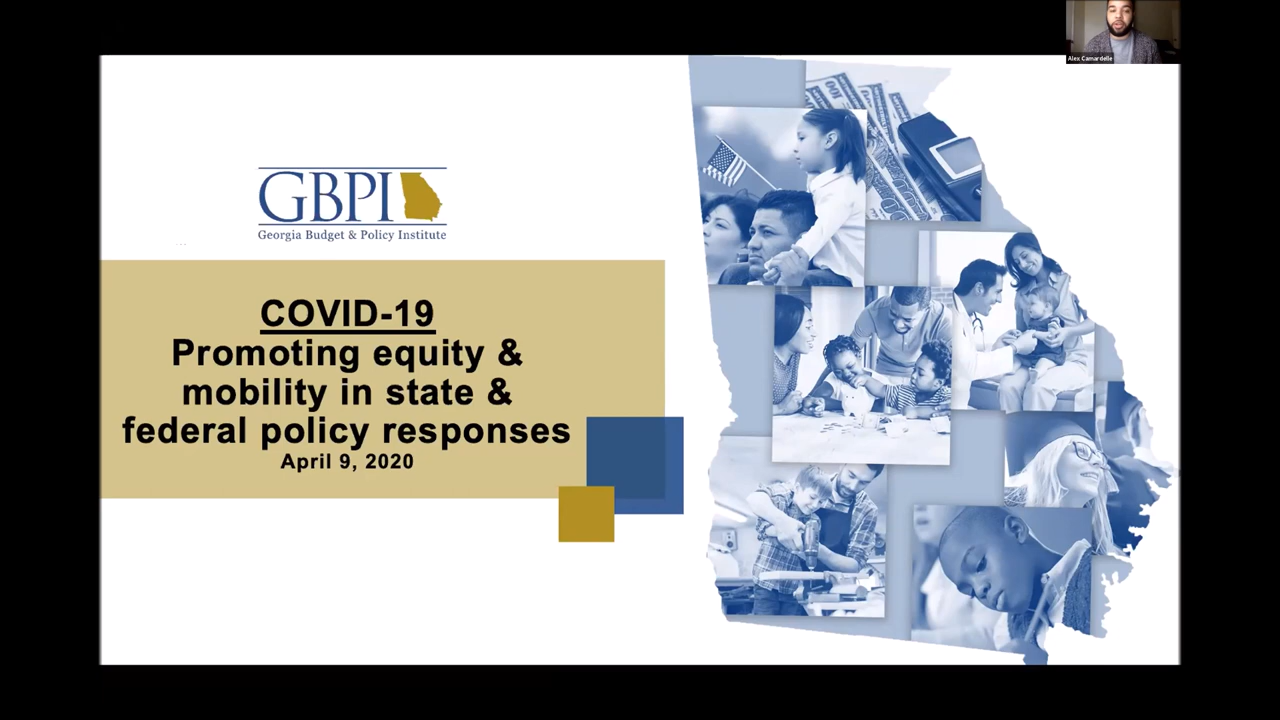 Alex Camardelle
GBPI
Georgia Budget & Policy Institute
COVID-19
Promoting equity &
mobility in state &
federal policy responses
April 9, 2020